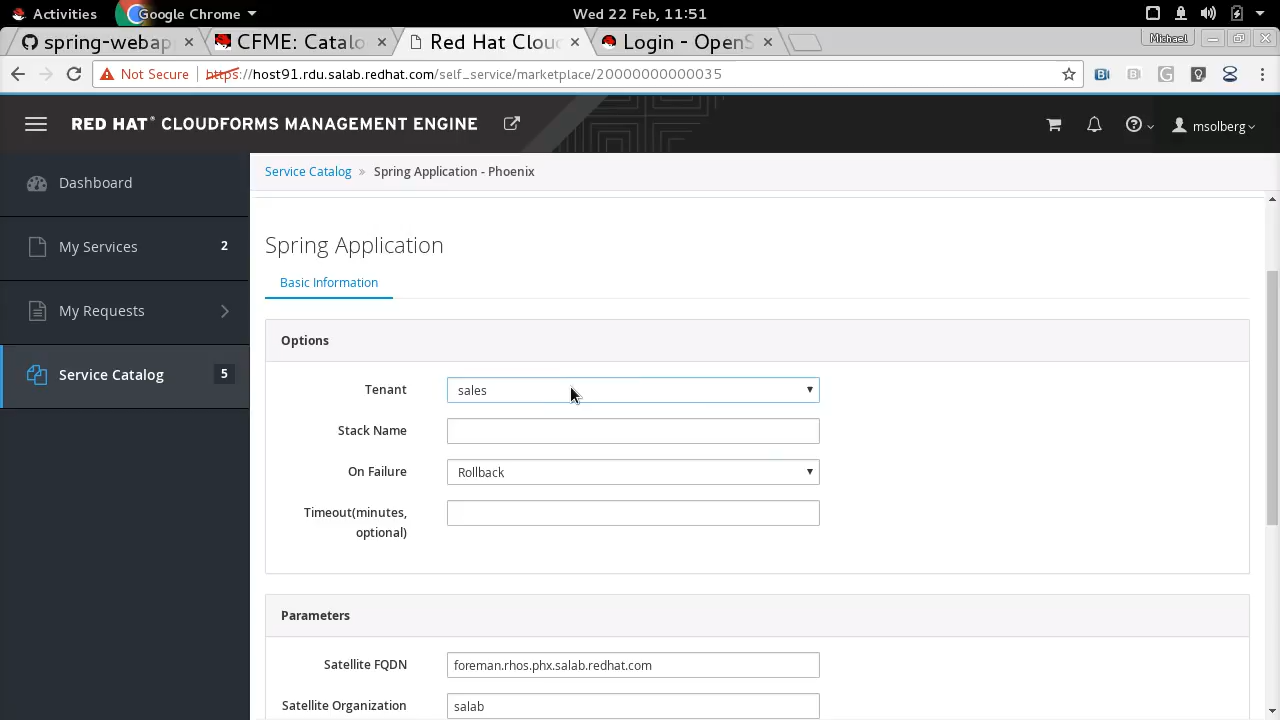 Activities
Google Chrome
Wed 22 Feb, 11:51
spring-webap
CFME: Catalo
Red Hat Clou
Login - OpenS
Michael
Not Secure
https://host91.rdu.salab.redhat.com/self_service/marketplace/20000000000035
RED HAT® CLOUDFORMS MANAGEMENT ENGINE
msolberg
Dashboard
My Services 2
My Requests
Service Catalog 5
Service Catalog » Spring Application - Phoenix
Spring Application
Basic Information
Options
Tenant
sales
Stack Name
On Failure
Rollback
Timeout(minutes,
optional)
Parameters
Satellite FQDN
foreman.rhos.phx.salab.redhat.com
Satellite Organization
salab